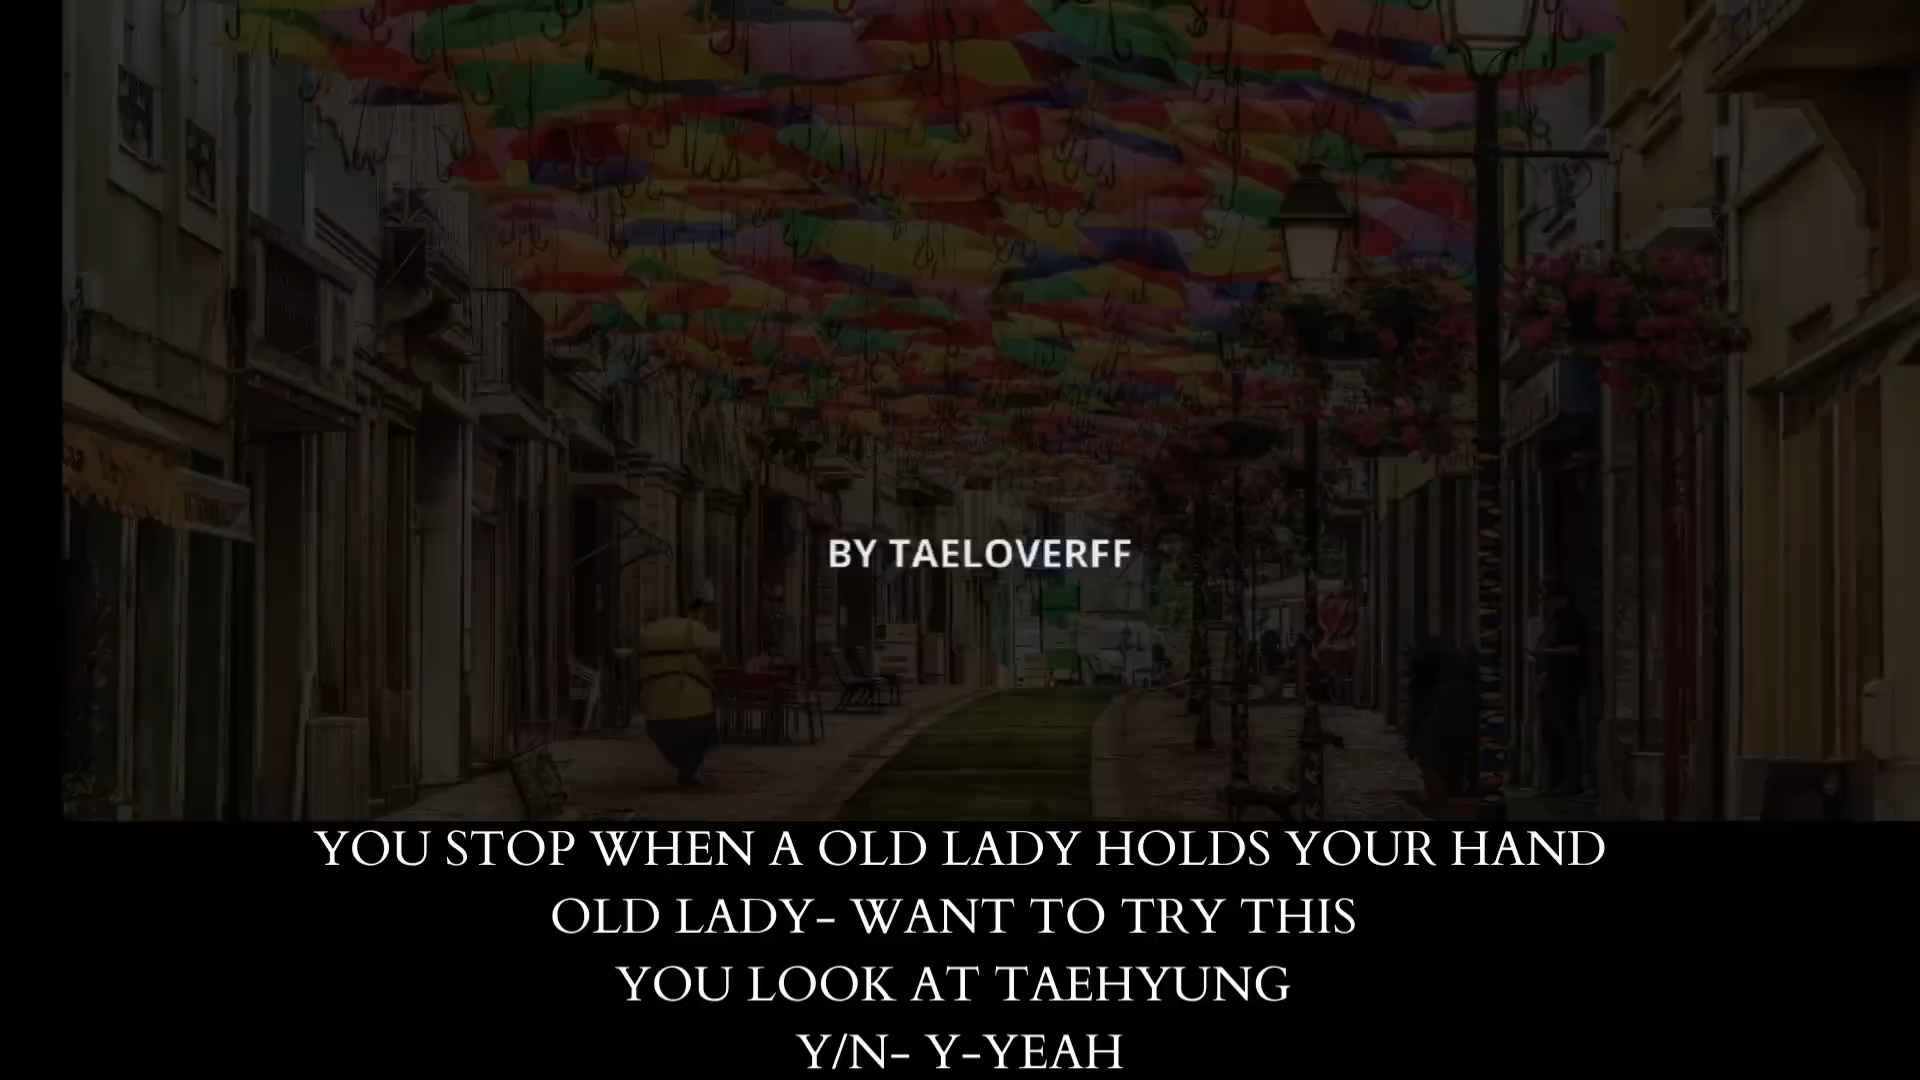 BY TAELOVERFF
YOU STOP WHEN A OLD LADY HOLDS YOUR HAND
OLD LADY- WANT TO TRY THIS
YOU LOOK AT TAEHYUNG
Y/N- Y-YEAH